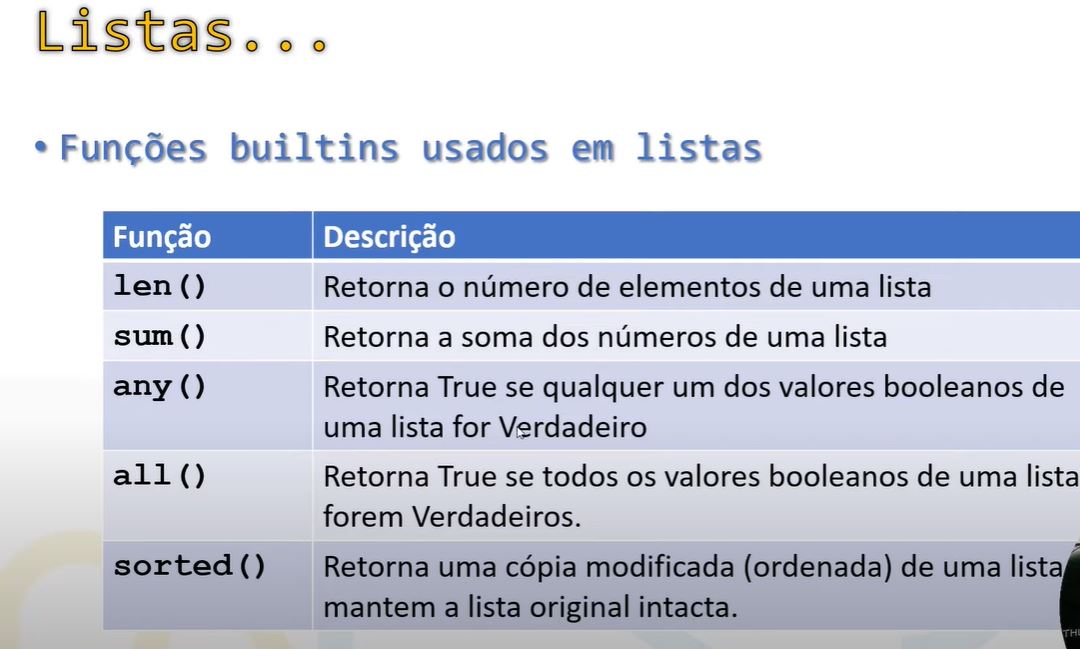 Listas...
• Funções builtins usados em listas
Função Descrição
len() Retorna o número de elementos de uma lista
sum() Retorna a soma dos números de uma lista
any() Retorna True se qualquer um dos valores booleanos de
uma lista for Verdadeiro
all() Retorna True se todos os valores booleanos de uma lista
forem Verdadeiros.
sorted() Retorna uma cópia modificada (ordenada) de uma lista
mantem a lista original intacta.